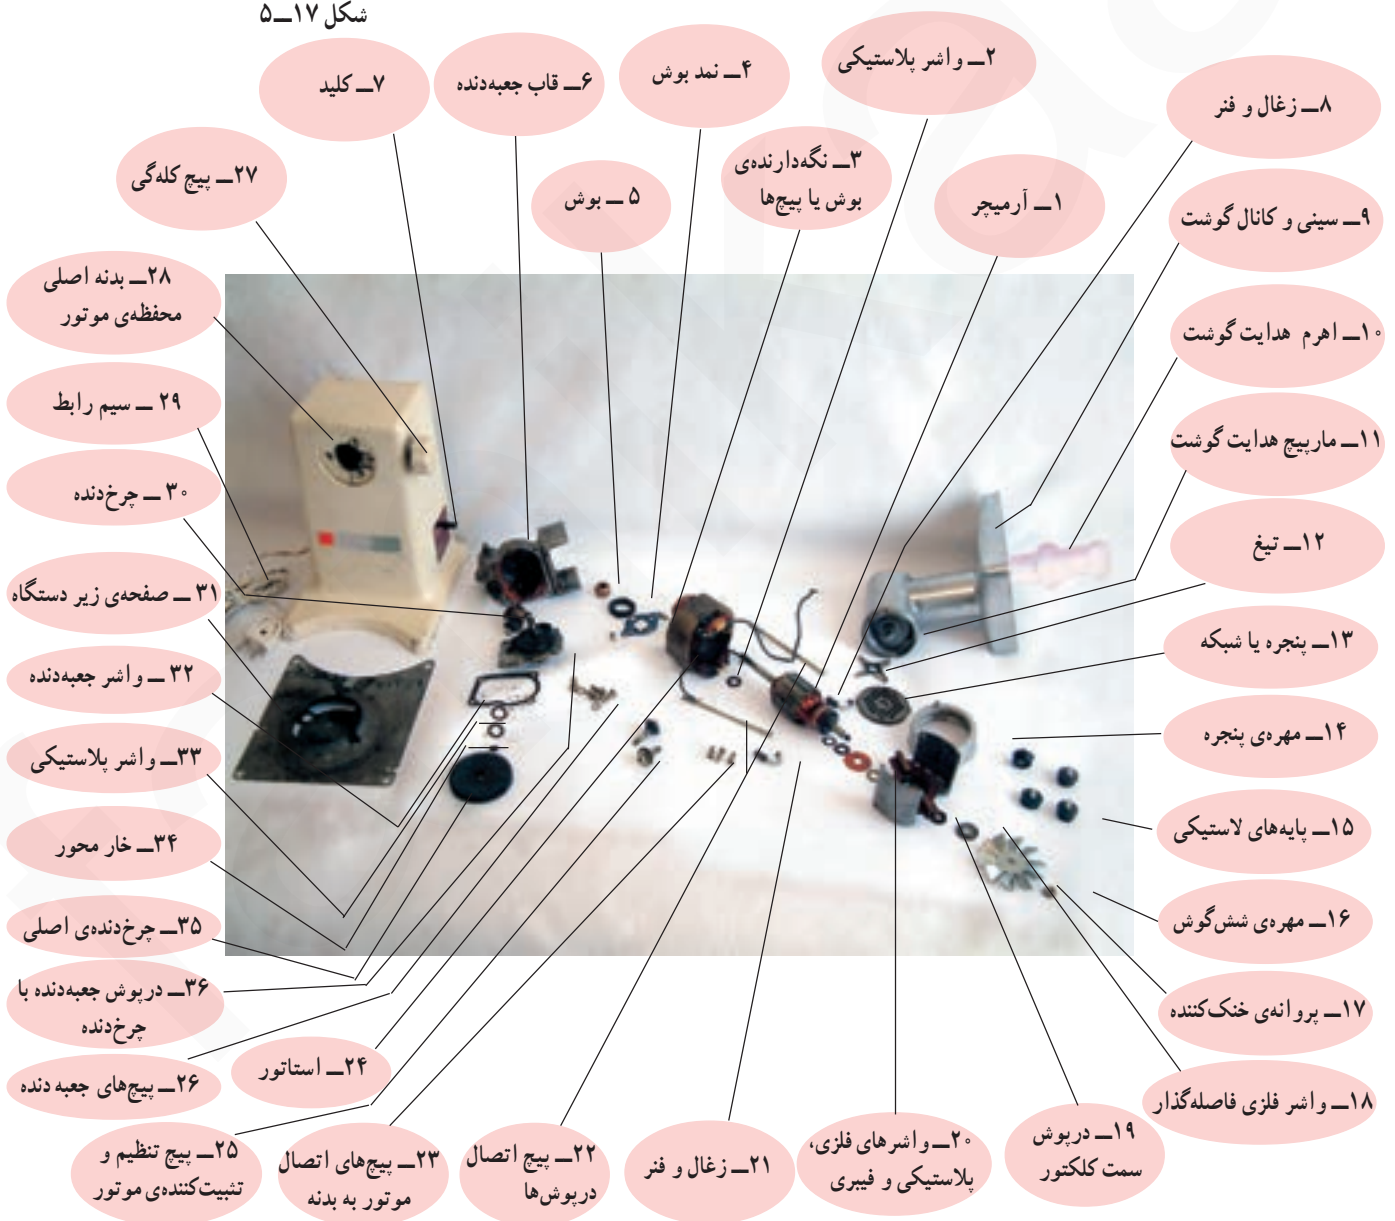 شکل ۱۷ــ۵
۱ــ آرمیچر
۲ــ واشر پلاستیکی
۳ــ نگه‌دارنده‌ی
بوش یا پیچ‌ها
۴ــ نمد بوش
۵ ــ بوش
۶ــ قاب جعبه‌دنده
۷ــ کلید
۸ــ زغال و فنر
۹ــ سینی و کانال گوشت
۱۰ــ اهرم هدایت گوشت
۱۱ــ مارپیچ هدایت گوشت
۱۲ــ تیغ
۱۳ــ پنجره یا شبکه
۱۴ــ مهره‌ی پنجره
۱۵ــ پایه‌های لاستیکی
۱۶ــ مهره‌ی شش‌گوش
۱۷ــ پروانه‌ی خنک‌کننده
۱۸ــ واشر فلزی فاصله‌گذار
۱۹ــ درپوش
سمت کلکتور
۲۰ــ واشرهای فلزی،
پلاستیکی و فیبری
۲۱ــ زغال و فنر
۲۲ــ پیچ اتصال
درپوش‌ها
۲۳ــ پیچ‌های اتصال
موتور به بدنه
۲۴ــ استاتور
۲۵ــ پیچ تنظیم و
تثبیت‌کننده‌ی موتور
۲۶ــ پیچ‌های جعبه دنده
۲۷ــ پیچ کله‌گی
۲۸ــ بدنه اصلی
محفظه‌ی موتور
۲۹ ــ سیم رابط
۳۰ ــ چرخ‌دنده
۳۱ ــ صفحه‌ی زیر دستگاه
۳۲ ــ واشر جعبه‌دنده
۳۳ــ واشر پلاستیکی
۳۴ــ خار محور
۳۵ــ چرخ‌دنده‌ی اصلی
۳۶ــ درپوش جعبه‌دنده با
چرخ‌دنده